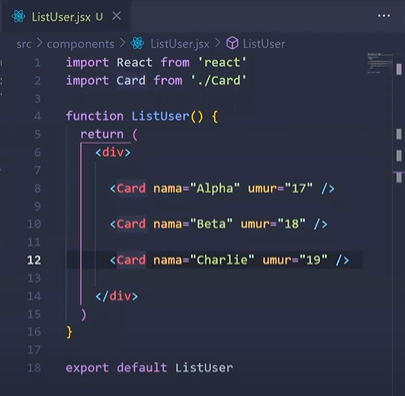 ListUser.jsx U ×
src > components > ListUser.jsx > ListUser
1 import React from 'react'
2 import Card from './Card'
3
4 function ListUser() {
5 return (
6 <div>
7
8 <Card nama="Alpha" umur="17" />
9
10 <Card nama="Beta" umur="18" />
11
12 <Card nama="Charlie" umur="19" />
13
14 </div>
15 )
16 }
17
18 export default ListUser